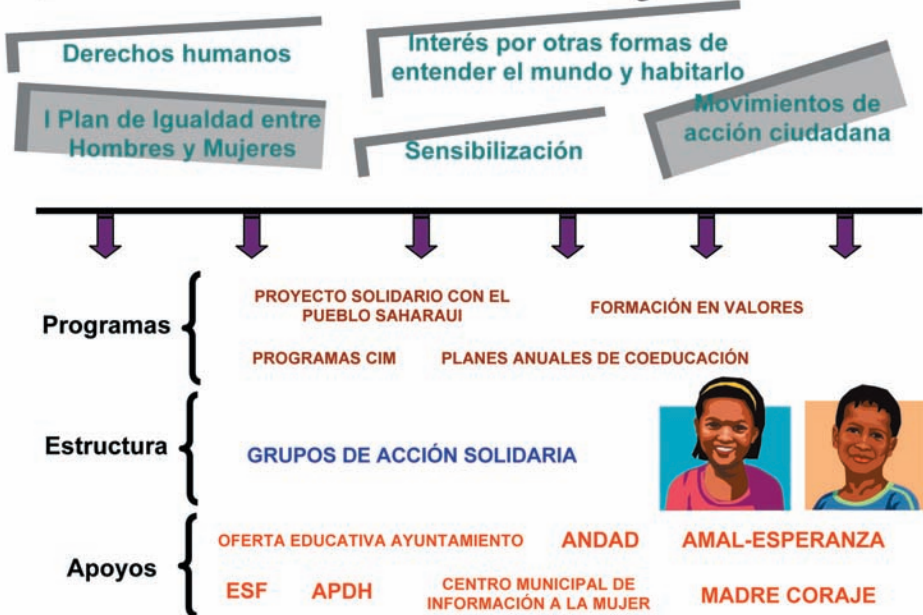 Derechos humanos
Interés por otras formas de
entender el mundo y habitarlo
I Plan de Igualdad entre
Hombres y Mujeres
Sensibilización
Movimientos de
acción ciudadana
Programas
PROYECTO SOLIDARIO CON EL
PUEBLO SAHARAUI
FORMACIÓN EN VALORES
PROGRAMAS CIM
PLANES ANUALES DE COEDUCACIÓN
Estructura
GRUPOS DE ACCIÓN SOLIDARIA
Apoyos
OFERTA EDUCATIVA AYUNTAMIENTO
ANDAD
AMAL-ESPERANZA
ESF
APDH
CENTRO MUNICIPAL DE
INFORMACIÓN A LA MUJER
MADRE CORAJE